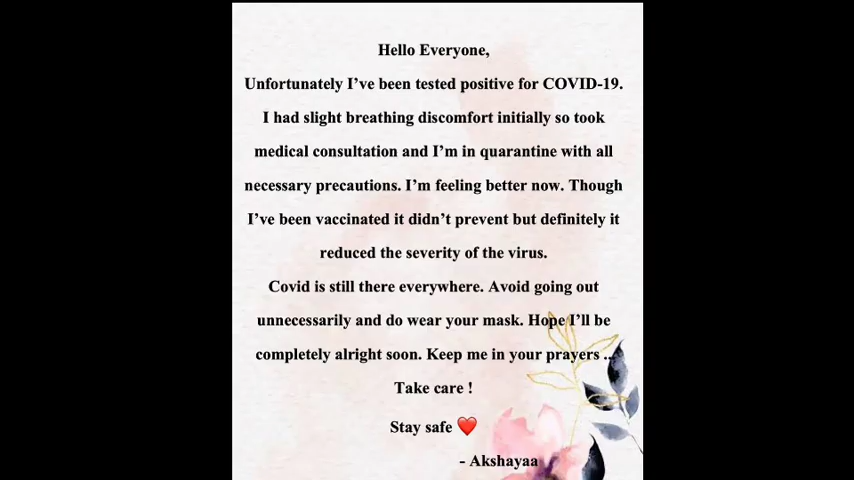 Hello Everyone,
Unfortunately I've been tested positive for COVID-19.
I had slight breathing discomfort initially so took
medical consultation and I'm in quarantine with all
necessary precautions. I'm feeling better now. Though
I've been vaccinated it didn't prevent but definitely it
reduced the severity of the virus.
Covid is still there everywhere. Avoid going out
unnecessarily and do wear your mask. Hope I'll be
completely alright soon. Keep me in your prayers ...
Take care !
Stay safe ❤️
- Akshayaa